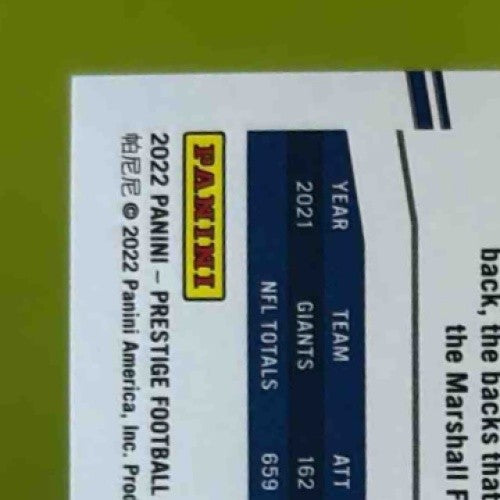 back, the backs tha
the Marshall F
YEAR TEAM ATT
2021 GIANTS 162
NFL TOTALS 659
PANINI
2022 PANINI – PRESTIGE FOOTBALL
帕尼尼 © 2022 Panini America, Inc. Proc